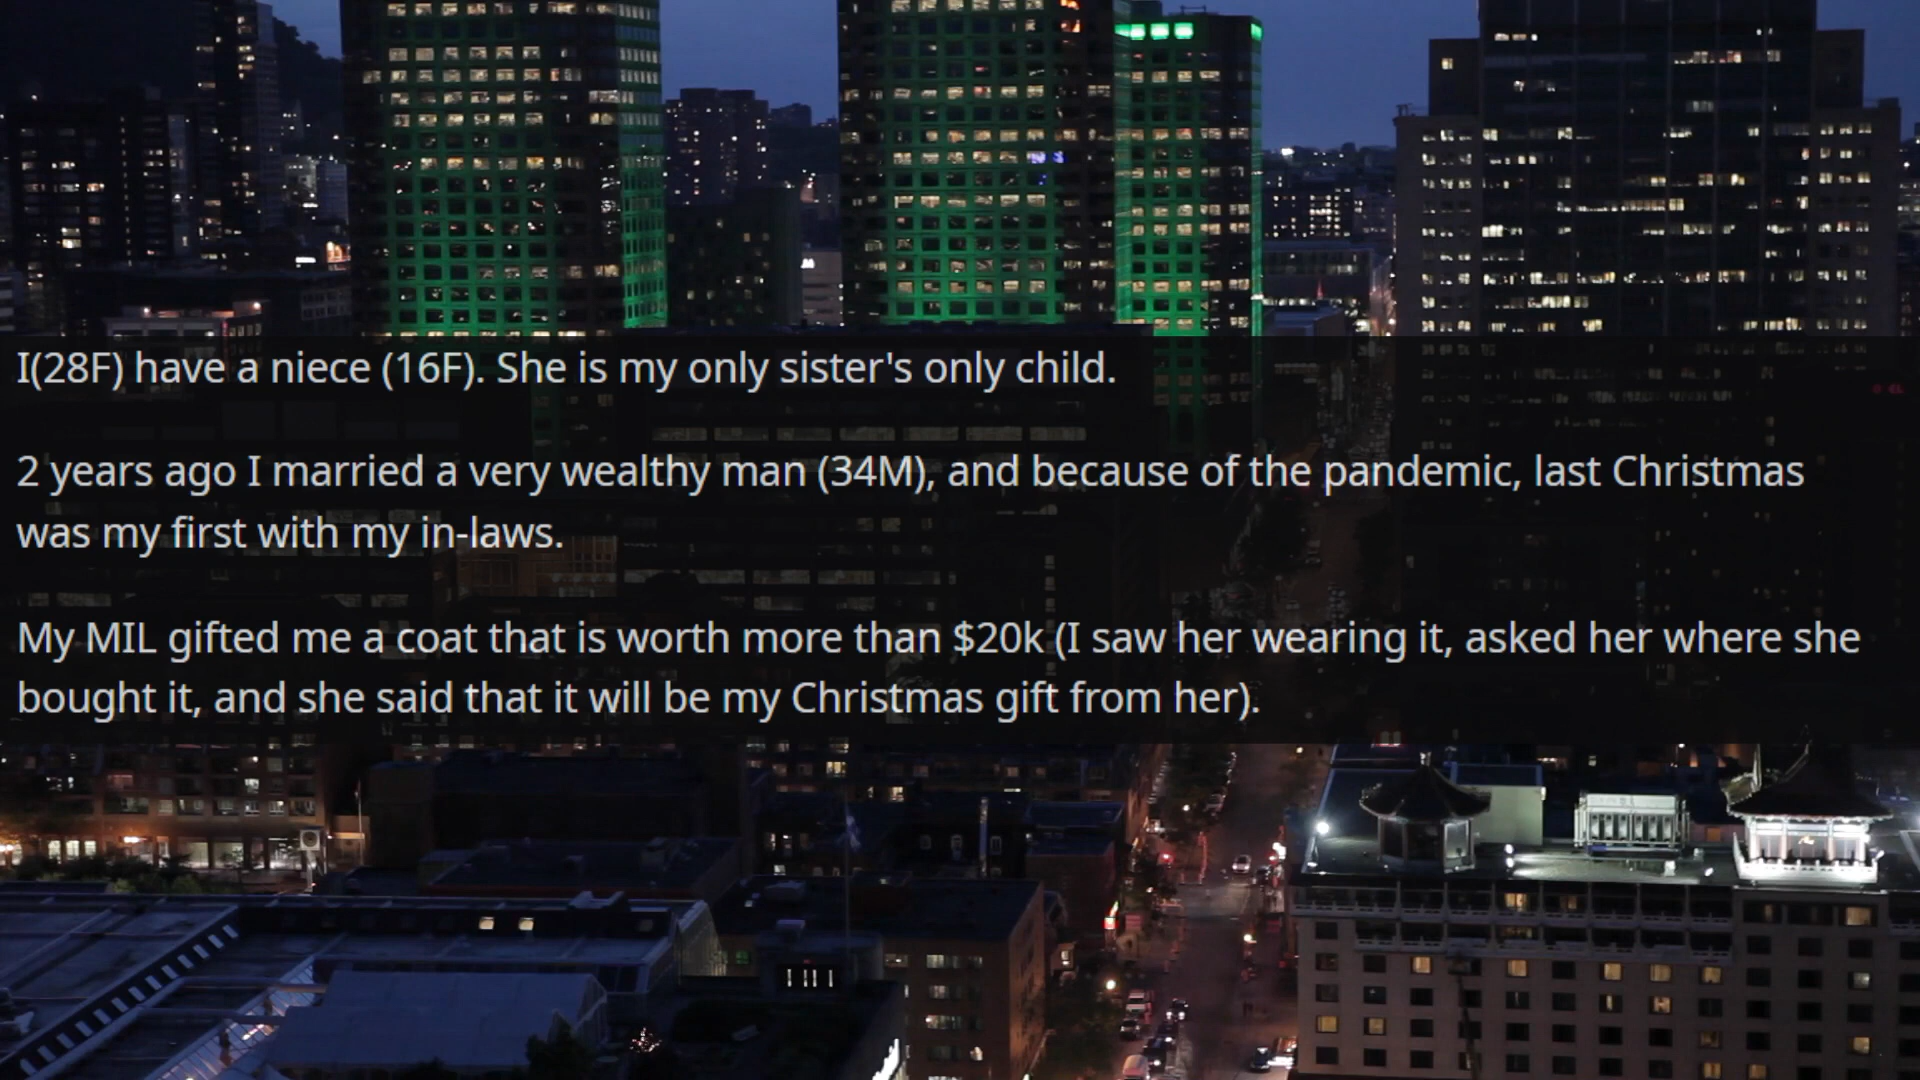 I(28F) have a niece (16F). She is my only sister's only child.
2 years ago I married a very wealthy man (34M), and because of the pandemic, last Christmas
was my first with my in-laws.
My MIL gifted me a coat that is worth more than $20k (I saw her wearing it, asked her where she
bought it, and she said that it will be my Christmas gift from her).